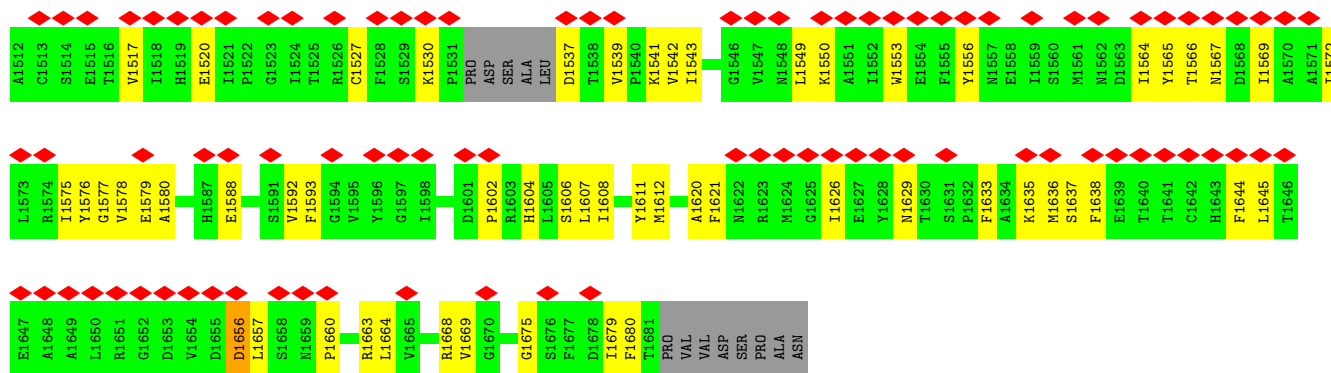 A1512 C1513 S1514 E1515 T1516 V1517 I1518 H1519 E1520 I1521 P1522 G1523 I1524 T1525 R1526 C1527 F1528 S1529 K1530 P1531 PRO ASP SER ALA LEU D1537 T1538 V1539 P1540 K1541 V1542 I1543 G1546 V1547 N1548 L1549 K1550 A1551 I1552 W1553 E1554 F1555 Y1556 N1557 E1558 I1559 S1560 M1561 N1562 D1563 I1564 Y1565 T1566 N1567 D1568 I1569 A1570 A1571
L1573 R1574 I1575 Y1576 G1577 V1578 E1579 A1580 H1587 E1588 S1591 V1592 F1593 G1594 V1595 Y1596 G1597 I1598 D1601 P1602 R1603 H1604 L1605 S1606 L1607 I1608 Y1611 M1612 A1620 F1621 N1622 R1623 M1624 G1625 I1626 E1627 Y1628 N1629 T1630 S1631 P1632 F1633 A1634 K1635 M1636 S1637 F1638 E1639 T1640 T1641 C1642 H1643 F1644 L1645 T1646
E1647 A1648 A1649 L1650 R1651 G1652 D1653 V1654 D1655 D1656 L1657 S1658 N1659 P1660 R1663 L1664 V1665 R1668 V1669 G1670 G1675 S1676 F1677 D1678 I1679 F1680 T1681 PRO VAL VAL ASP SER PRO ALA ASN